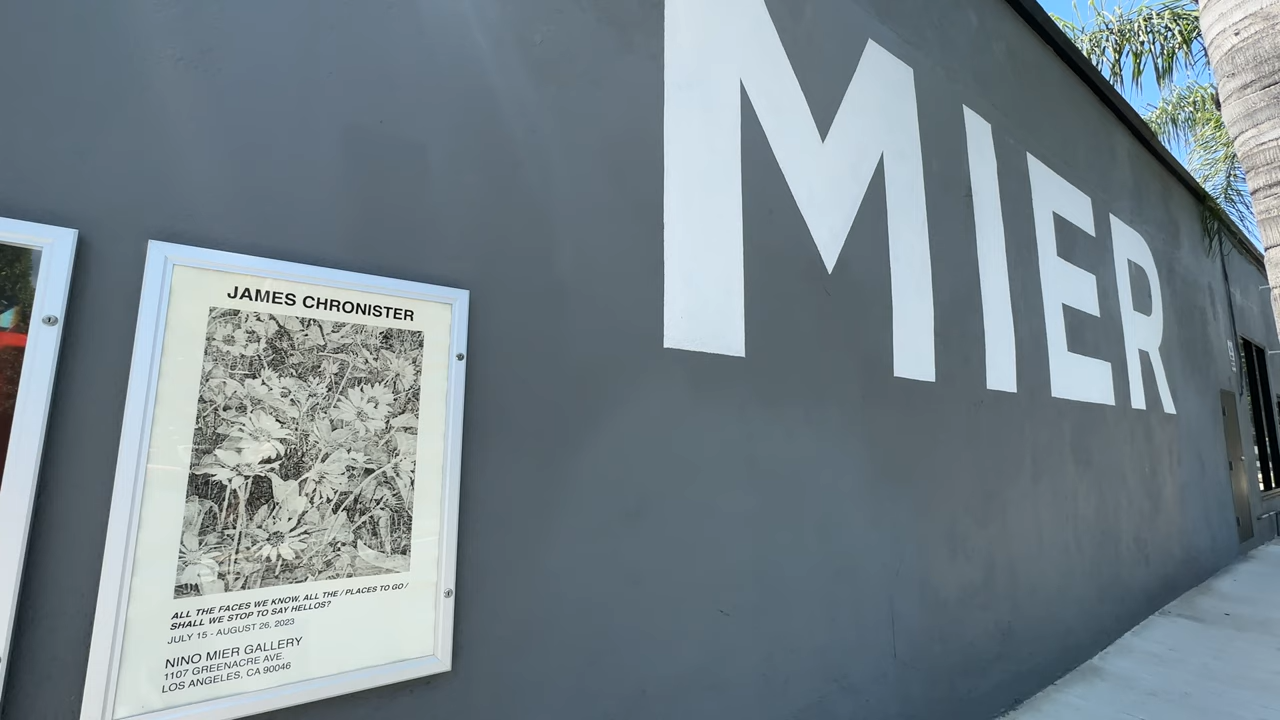 JAMES CHRONISTER
ALL THE FACES WE KNOW, ALL THE / PLACES TO GO /
SHALL WE STOP TO SAY HELLOS?
JULY 15 - AUGUST 26, 2023
NINO MIER GALLERY
1107 GREENACRE AVE.
LOS ANGELES, CA 90046
MIER